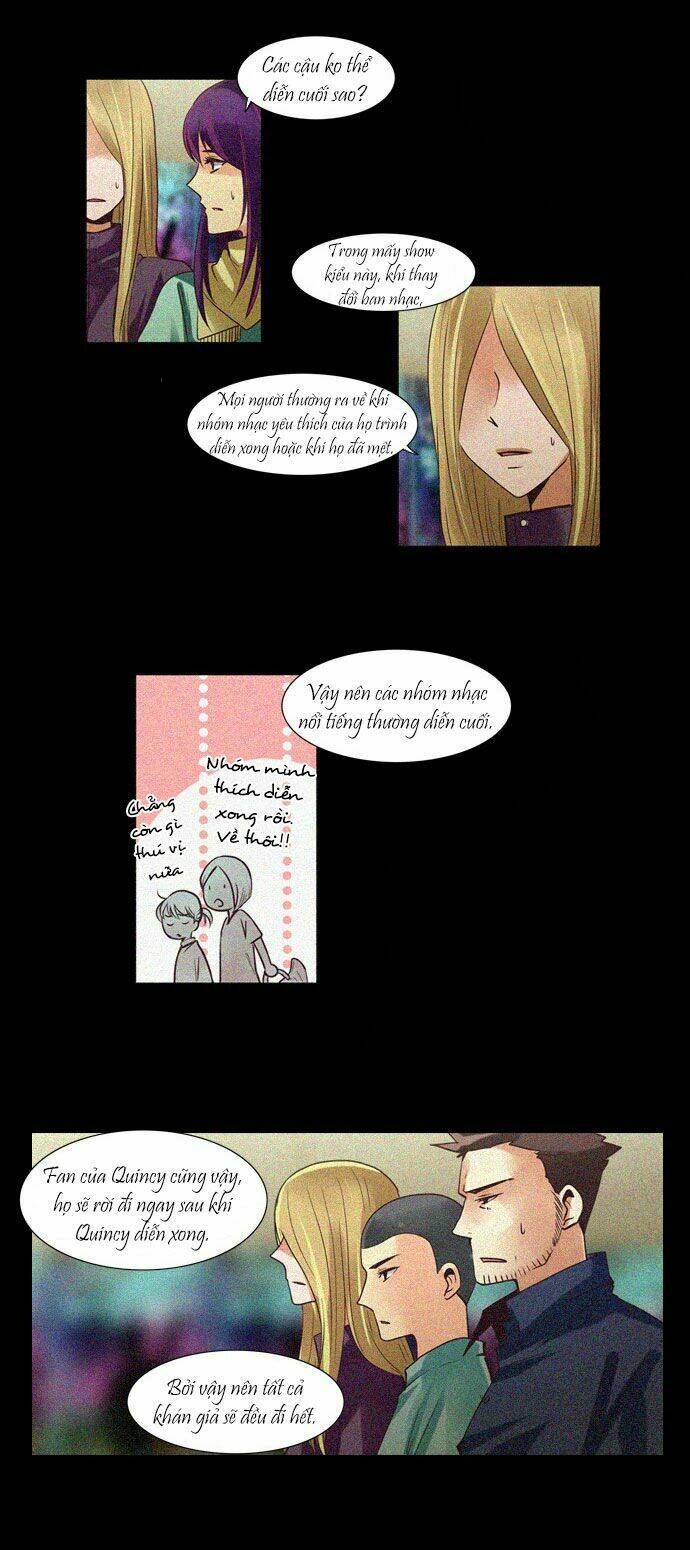 Các cậu ko thể
diễn cuối sao?
Trong mấy show
kiểu này, khi thay
đổi ban nhạc,
Mọi người thường ra về khi
nhóm nhạc yêu thích của họ trình
diễn xong hoặc khi họ đã mệt.
Vậy nên các nhóm nhạc
nổi tiếng thường diễn cuối.
Nhóm mình
thích diễn
xong rồi.
Về thôi!!
Chẳng
còn gì
thú vị
nữa
Fan của Quincy cũng vậy,
họ sẽ rời đi ngay sau khi
Quincy diễn xong.
Bởi vậy nên tất cả
khán giả sẽ đều đi hết.